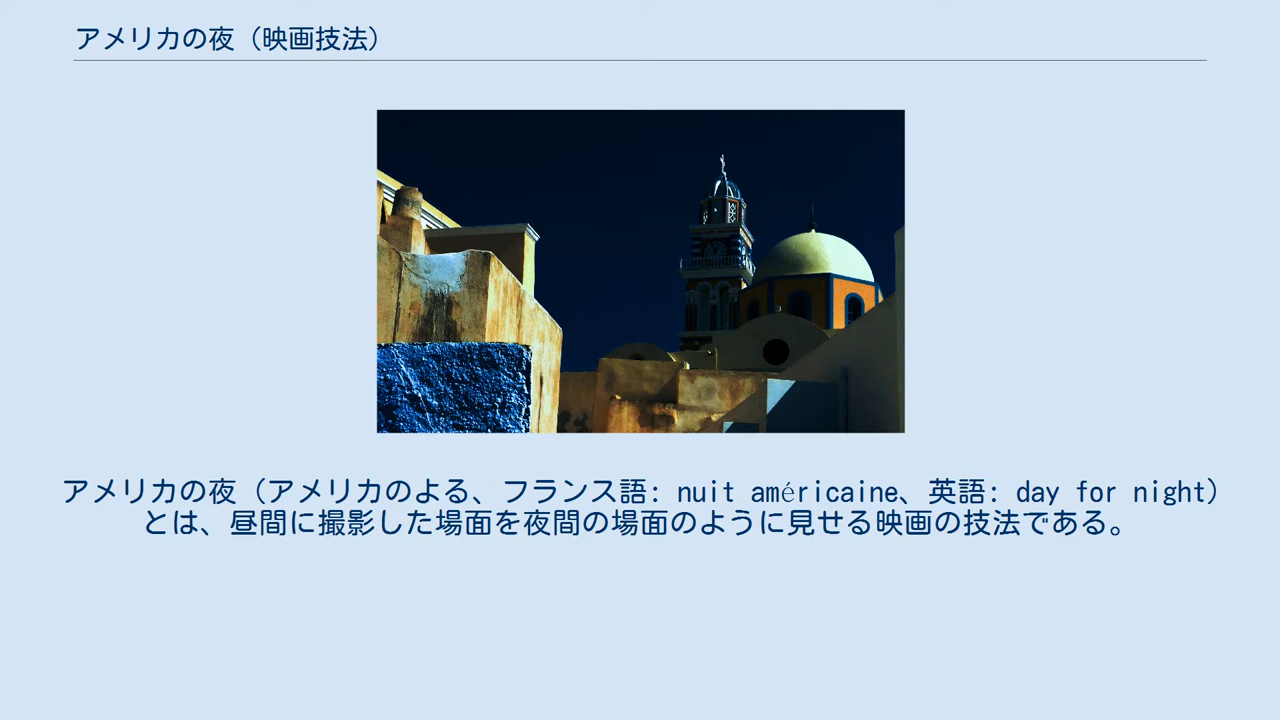 アメリカの夜（映画技法）
アメリカの夜（アメリカのよる、フランス語: nuit américaine、英語: day for night）
とは、昼間に撮影した場面を夜間の場面のように見せる映画の技法である。